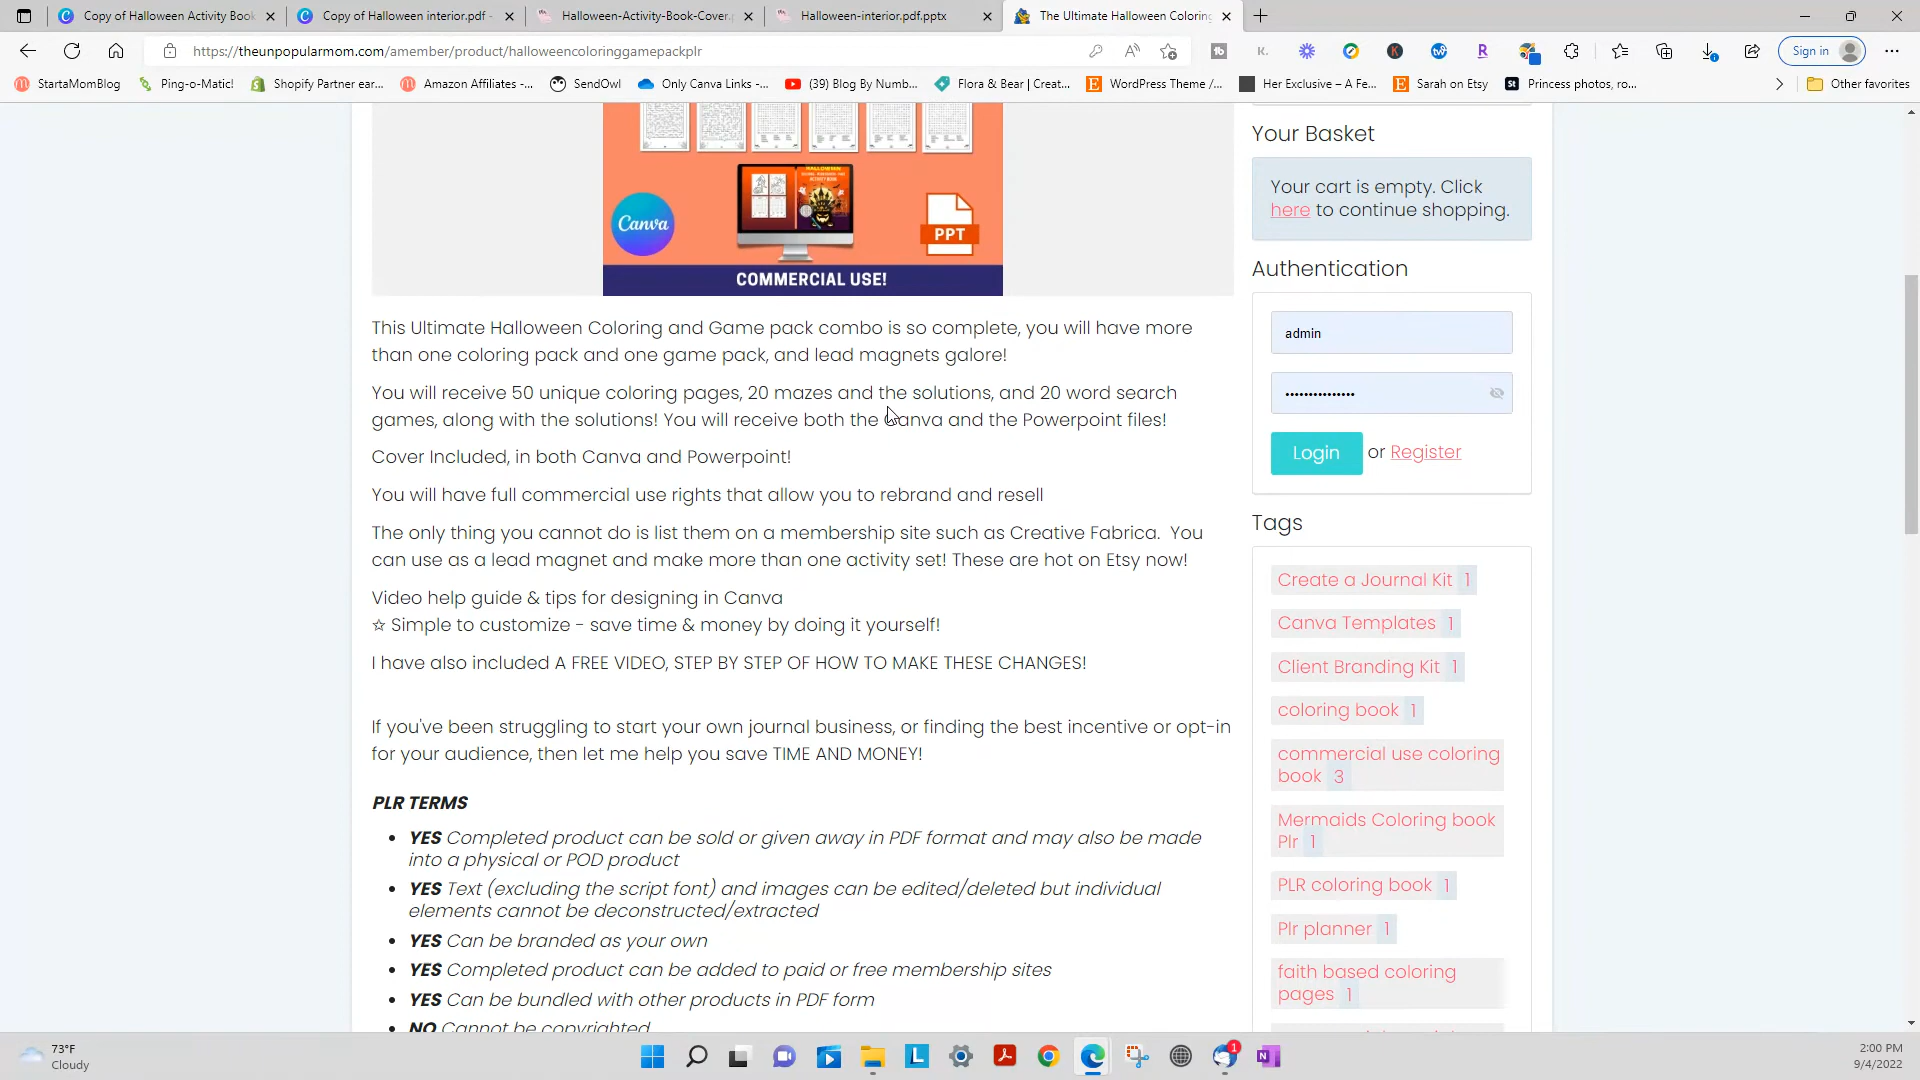 Copy of Halloween Activity Book
Copy of Halloween interior.pdf -
Halloween-Activity-Book-Cover.p
Halloween-interior.pdf.pptx
The Ultimate Halloween Coloring
https://theunpopularmom.com/amember/product/halloweencoloringgamepackplr
Sign in
StartaMomBlog
Ping-o-Matic!
Shopify Partner ear...
Amazon Affiliates -...
SendOwl
Only Canva Links -...
(39) Blog By Numb...
Flora & Bear | Creat...
WordPress Theme /...
Her Exclusive – A Fe...
Sarah on Etsy
Princess photos, ro...
Other favorites
Canva
HALLOWEEN
ACTIVITY BOOK
PPT
COMMERCIAL USE!
This Ultimate Halloween Coloring and Game pack combo is so complete, you will have more
than one coloring pack and one game pack, and lead magnets galore!
You will receive 50 unique coloring pages, 20 mazes and the solutions, and 20 word search
games, along with the solutions! You will receive both the Canva and the Powerpoint files!
Cover Included, in both Canva and Powerpoint!
You will have full commercial use rights that allow you to rebrand and resell
The only thing you cannot do is list them on a membership site such as Creative Fabrica.  You
can use as a lead magnet and make more than one activity set! These are hot on Etsy now!
Video help guide & tips for designing in Canva
☆ Simple to customize - save time & money by doing it yourself!
I have also included A FREE VIDEO, STEP BY STEP OF HOW TO MAKE THESE CHANGES!
If you've been struggling to start your own journal business, or finding the best incentive or opt-in
for your audience, then let me help you save TIME AND MONEY!
PLR TERMS
• YES Completed product can be sold or given away in PDF format and may also be made
into a physical or POD product
• YES Text (excluding the script font) and images can be edited/deleted but individual
elements cannot be deconstructed/extracted
• YES Can be branded as your own
• YES Completed product can be added to paid or free membership sites
• YES Can be bundled with other products in PDF form
• NO Cannot be copyrighted
Your Basket
Your cart is empty. Click
here to continue shopping.
Authentication
admin
•••••••••••••••
Login or Register
Tags
Create a Journal Kit 1
Canva Templates 1
Client Branding Kit 1
coloring book 1
commercial use coloring
book 3
Mermaids Coloring book
Plr 1
PLR coloring book 1
Plr planner 1
faith based coloring
pages 1
73°F
Cloudy
1
2:00 PM
9/4/2022